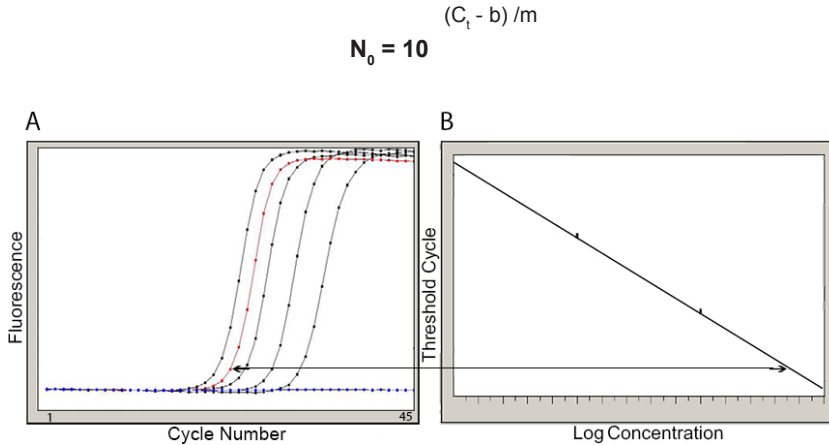 (Ct - b) /m
N0 = 10
A
B
Fluorescence
Threshold Cycle
1
45
Cycle Number
Log Concentration